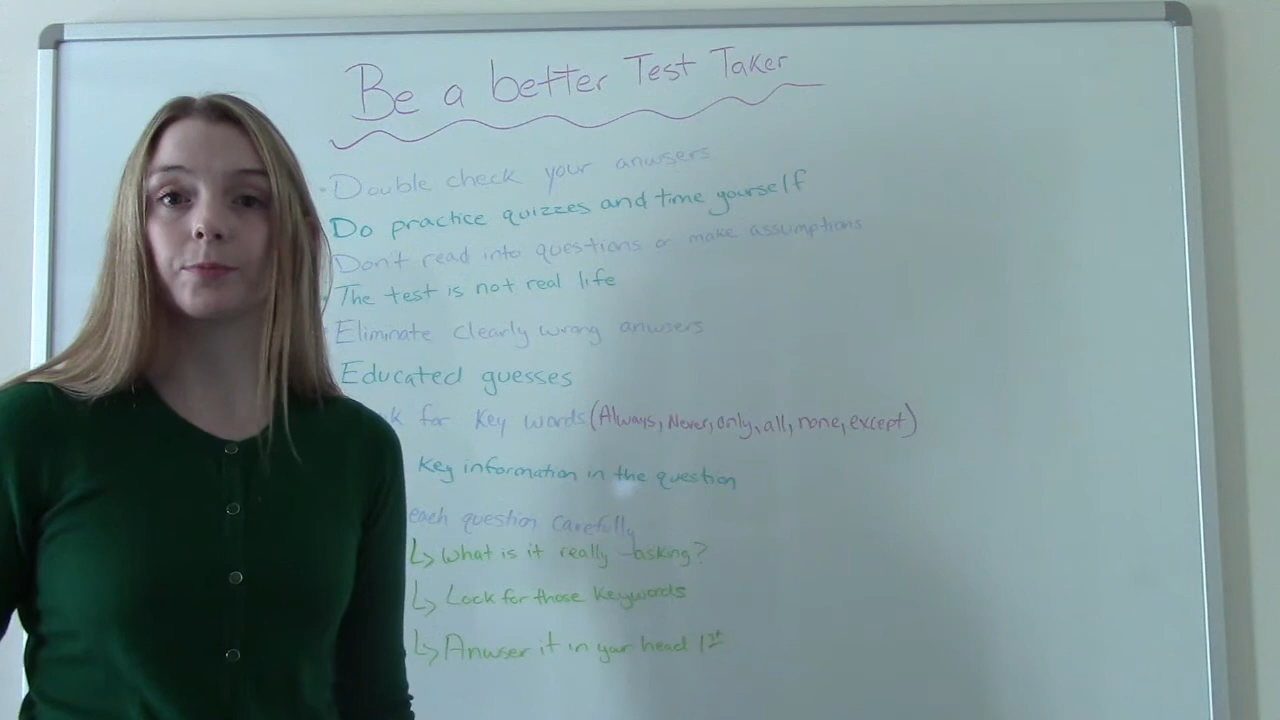 Be a better Test Taker
Double check your anwsers
Do practice quizzes and time yourself
Don't read into questions or make assumptions
The test is not real life
Eliminate clearly wrong anwsers
Educated guesses
for key words (Always, Never, only, all, none, except)
Key information in the question
each question carefully
↳ What is it really asking?
↳ Look for those keywords
↳ Anwser it in your head 1st